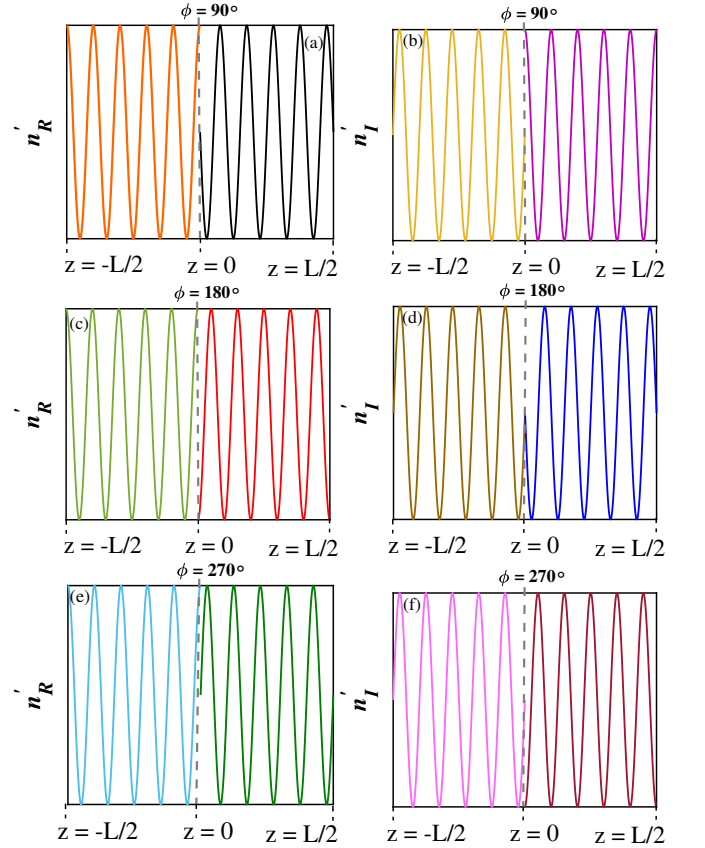 ϕ = 90°
(a)
n'R
z = -L/2 z = 0 z = L/2
ϕ = 90°
(b)
n'I
z = -L/2 z = 0 z = L/2
ϕ = 180°
(c)
n'R
z = -L/2 z = 0 z = L/2
ϕ = 180°
(d)
n'I
z = -L/2 z = 0 z = L/2
ϕ = 270°
(e)
n'R
z = -L/2 z = 0 z = L/2
ϕ = 270°
(f)
n'I
z = -L/2 z = 0 z = L/2